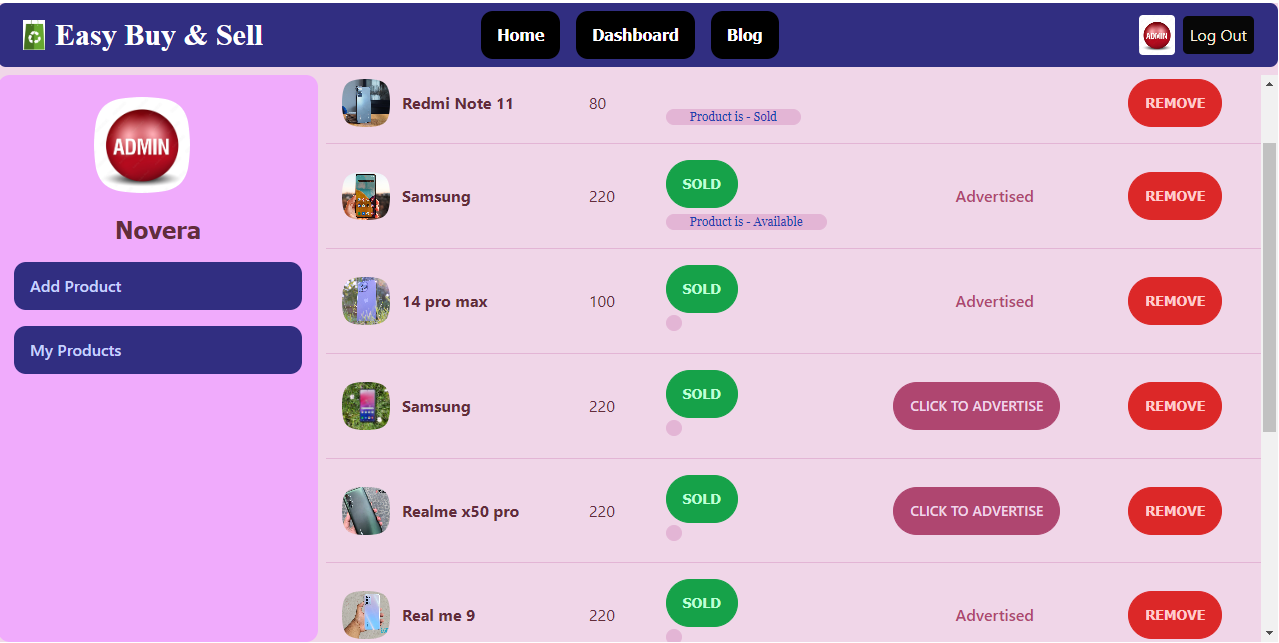 Easy Buy & Sell
Home
Dashboard
Blog
ADMIN
Log Out
ADMIN
Novera
Add Product
My Products
Redmi Note 11
80
Product is - Sold
REMOVE
Samsung
220
SOLD
Product is - Available
Advertised
REMOVE
14 pro max
100
SOLD
Advertised
REMOVE
Samsung
220
SOLD
CLICK TO ADVERTISE
REMOVE
Realme x50 pro
220
SOLD
CLICK TO ADVERTISE
REMOVE
Real me 9
220
SOLD
Advertised
REMOVE